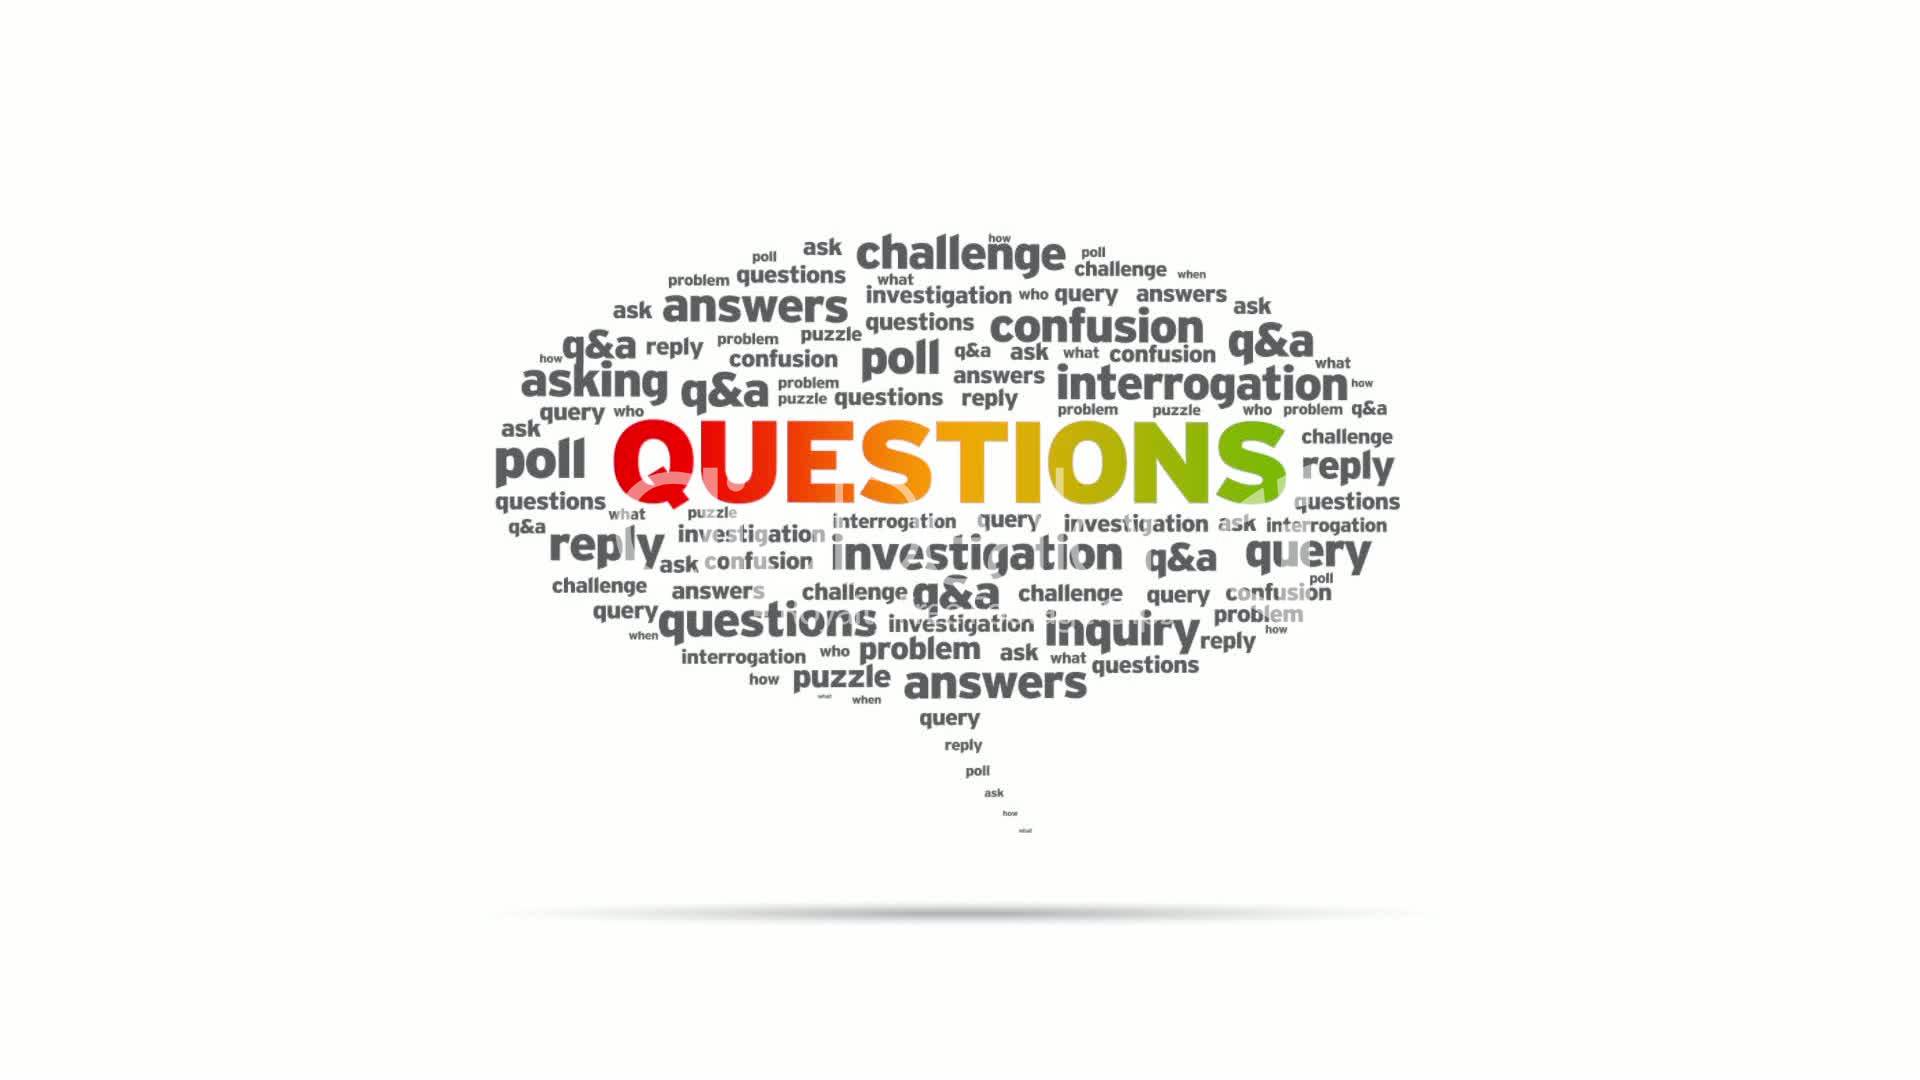 how
ask challenge poll
poll
problem questions what challenge when
ask answers investigation who query answers ask
q&a reply problem puzzle questions confusion q&a
how confusion poll q&a ask what confusion what
asking q&a problem answers interrogation how
puzzle questions reply
query who problem puzzle who problem q&a
ask QUESTIONS challenge
poll reply
questions questions
what puzzle
q&a interrogation query investigation ask interrogation
reply investigation investigation q&a query
ask confusion
challenge answers challenge q&a challenge query confusion poll
query questions investigation inquiry problem
when reply how
interrogation who problem ask what questions
how puzzle answers
what when
query
reply
poll
ask
how
what